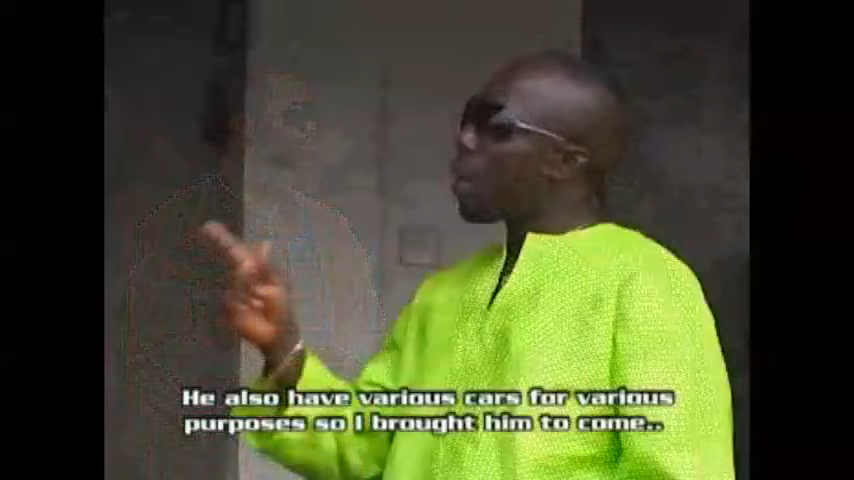 He also have various cars for various
purposes so I brought him to come..